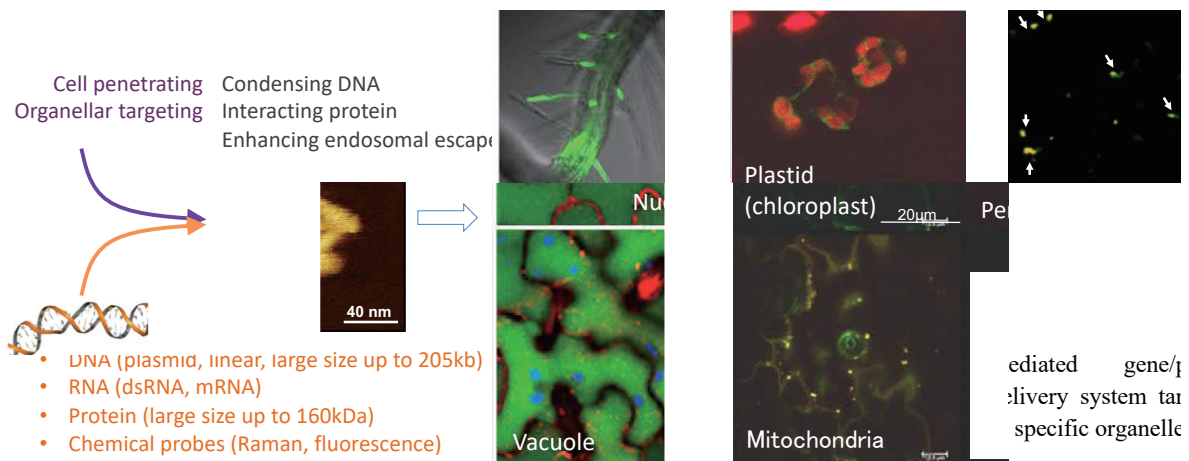 Cell penetrating
Organellar targeting
Condensing DNA
Interacting protein
Enhancing endosomal escape
40 nm
• DNA (plasmid, linear, large size up to 205kb)
• RNA (dsRNA, mRNA)
• Protein (large size up to 160kDa)
• Chemical probes (Raman, fluorescence)
Vacuole
Plastid
(chloroplast)
20μm
Mitochondria
ediated gene/p
elivery system tar
specific organelle